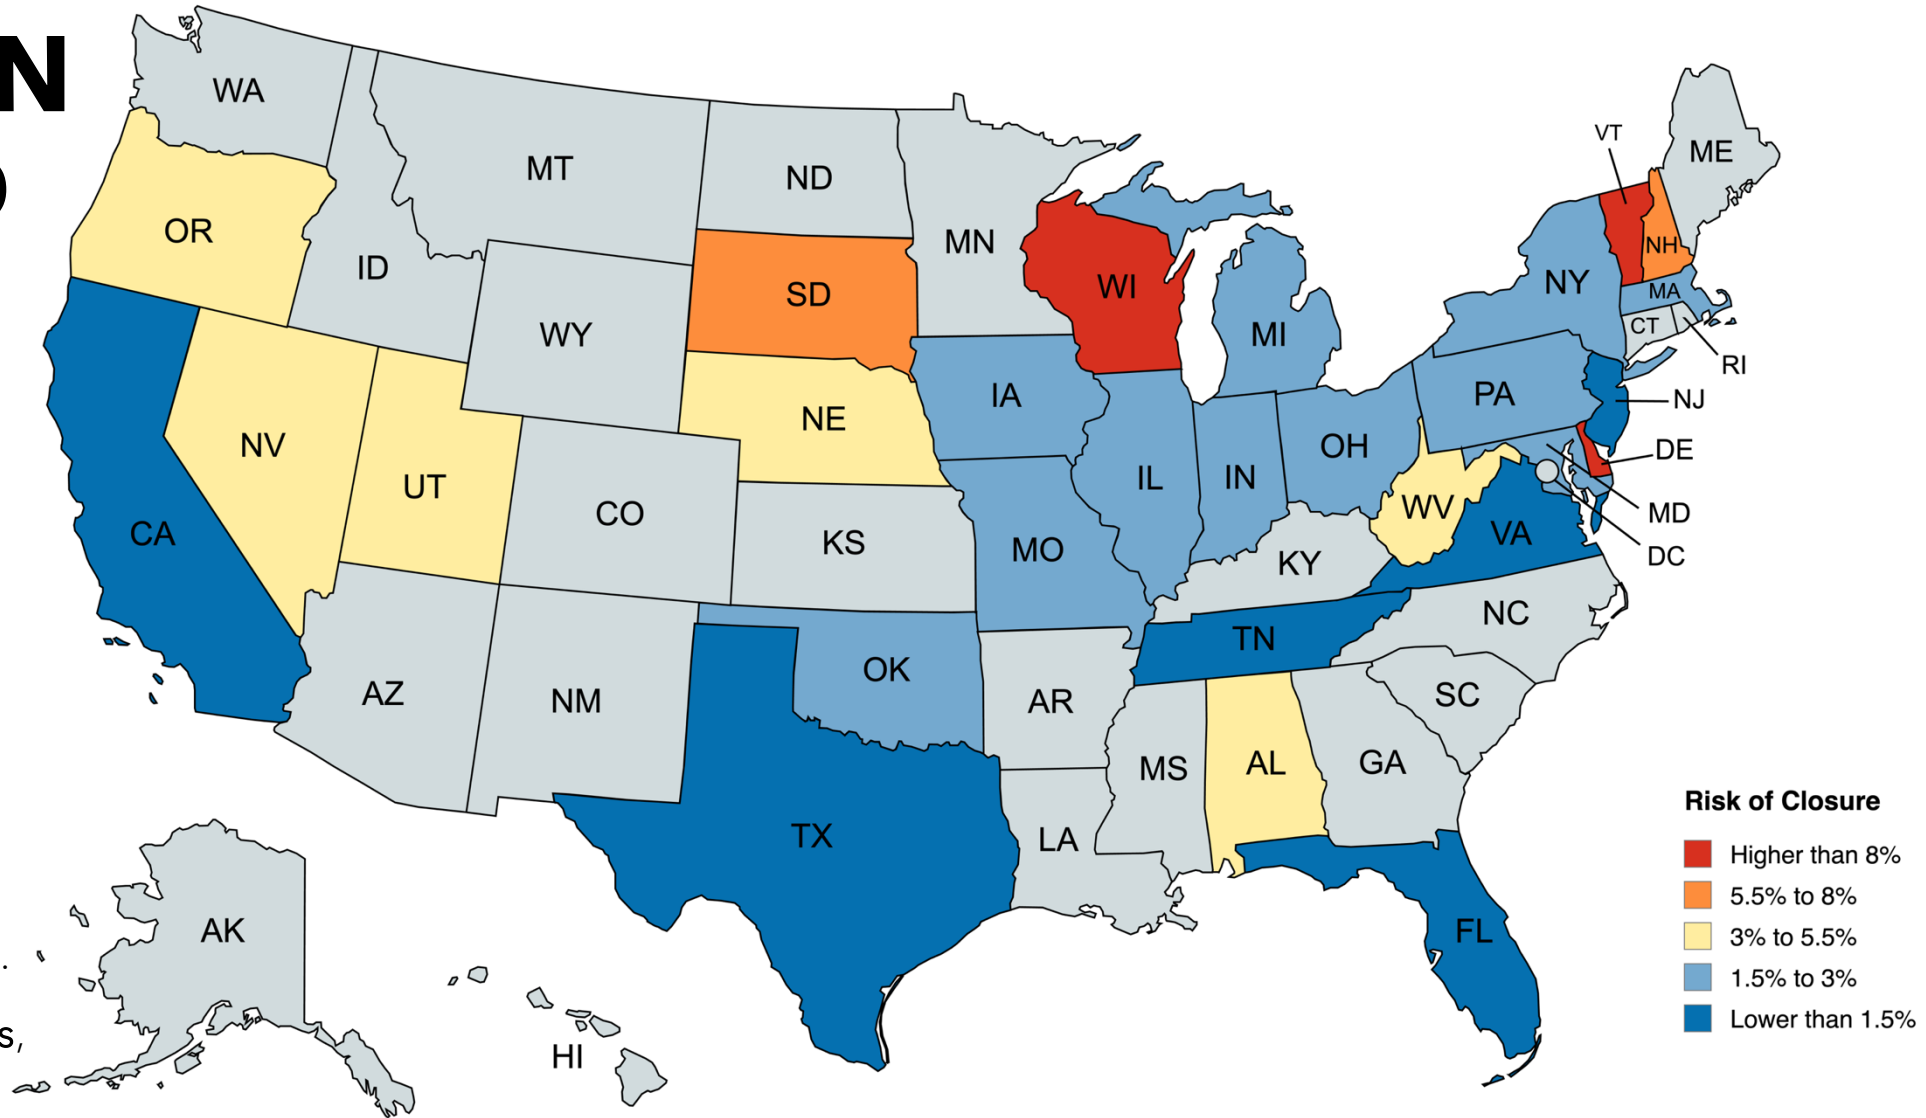 N
WA
MT
ND
MN
VT
ME
OR
ID
SD
WI
NH
NY
MA
WY
MI
CT
RI
IA
PA
NJ
NV
NE
OH
DE
UT
IL
IN
WV
MD
CA
CO
KS
MO
VA
DC
KY
NC
TN
AZ
NM
OK
AR
SC
MS
AL
GA
TX
LA
AK
FL
HI
s,
Risk of Closure
Higher than 8%
5.5% to 8%
3% to 5.5%
1.5% to 3%
Lower than 1.5%